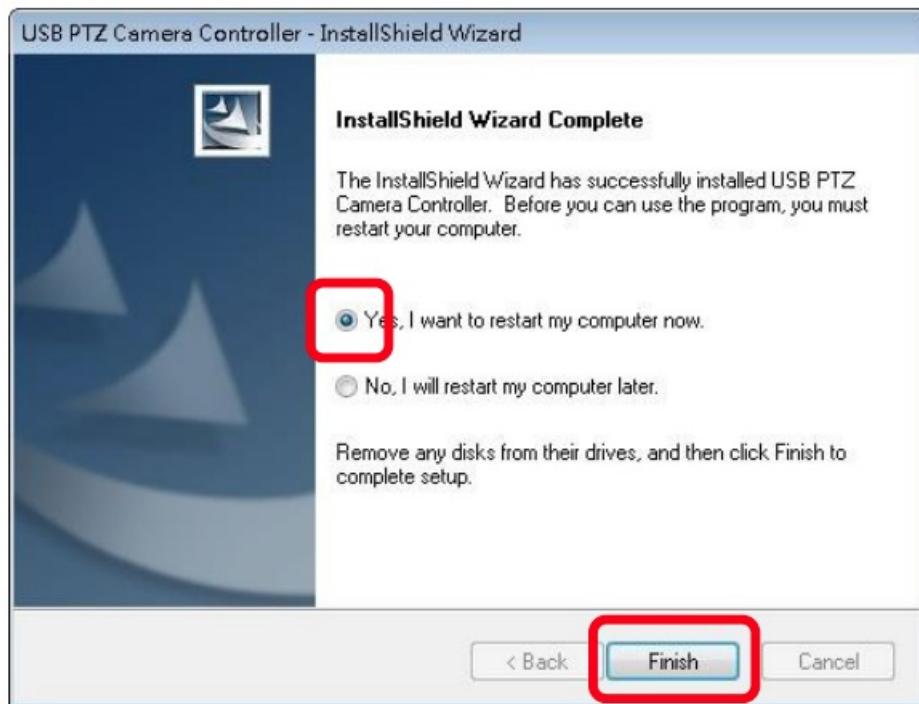 USB PTZ Camera Controller - InstallShield Wizard
InstallShield Wizard Complete
The InstallShield Wizard has successfully installed USB PTZ
Camera Controller.  Before you can use the program, you must
restart your computer.
Yes, I want to restart my computer now.
No, I will restart my computer later.
Remove any disks from their drives, and then click Finish to
complete setup.
< Back
Finish
Cancel